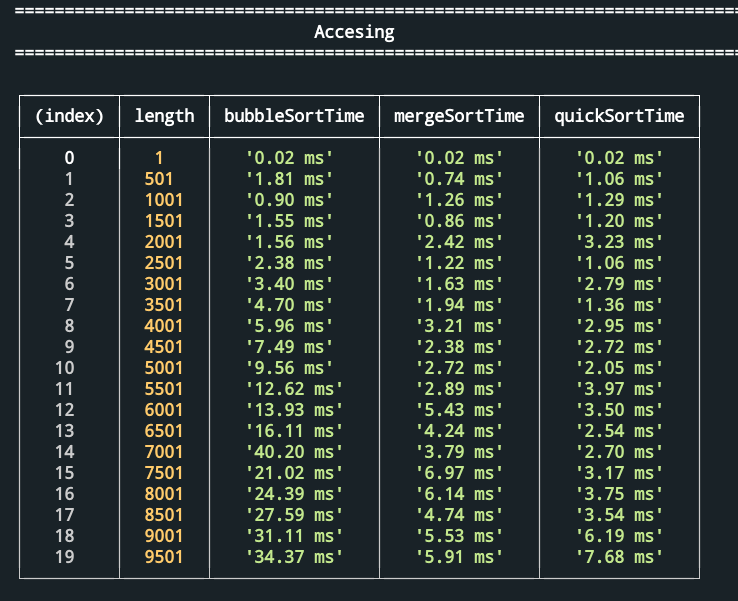 ==========================================================================
Accesing
==========================================================================
(index) length bubbleSortTime mergeSortTime quickSortTime
0 1 '0.02 ms' '0.02 ms' '0.02 ms'
1 501 '1.81 ms' '0.74 ms' '1.06 ms'
2 1001 '0.90 ms' '1.26 ms' '1.29 ms'
3 1501 '1.55 ms' '0.86 ms' '1.20 ms'
4 2001 '1.56 ms' '2.42 ms' '3.23 ms'
5 2501 '2.38 ms' '1.22 ms' '1.06 ms'
6 3001 '3.40 ms' '1.63 ms' '2.79 ms'
7 3501 '4.70 ms' '1.94 ms' '1.36 ms'
8 4001 '5.96 ms' '3.21 ms' '2.95 ms'
9 4501 '7.49 ms' '2.38 ms' '2.72 ms'
10 5001 '9.56 ms' '2.72 ms' '2.05 ms'
11 5501 '12.62 ms' '2.89 ms' '3.97 ms'
12 6001 '13.93 ms' '5.43 ms' '3.50 ms'
13 6501 '16.11 ms' '4.24 ms' '2.54 ms'
14 7001 '40.20 ms' '3.79 ms' '2.70 ms'
15 7501 '21.02 ms' '6.97 ms' '3.17 ms'
16 8001 '24.39 ms' '6.14 ms' '3.75 ms'
17 8501 '27.59 ms' '4.74 ms' '3.54 ms'
18 9001 '31.11 ms' '5.53 ms' '6.19 ms'
19 9501 '34.37 ms' '5.91 ms' '7.68 ms'